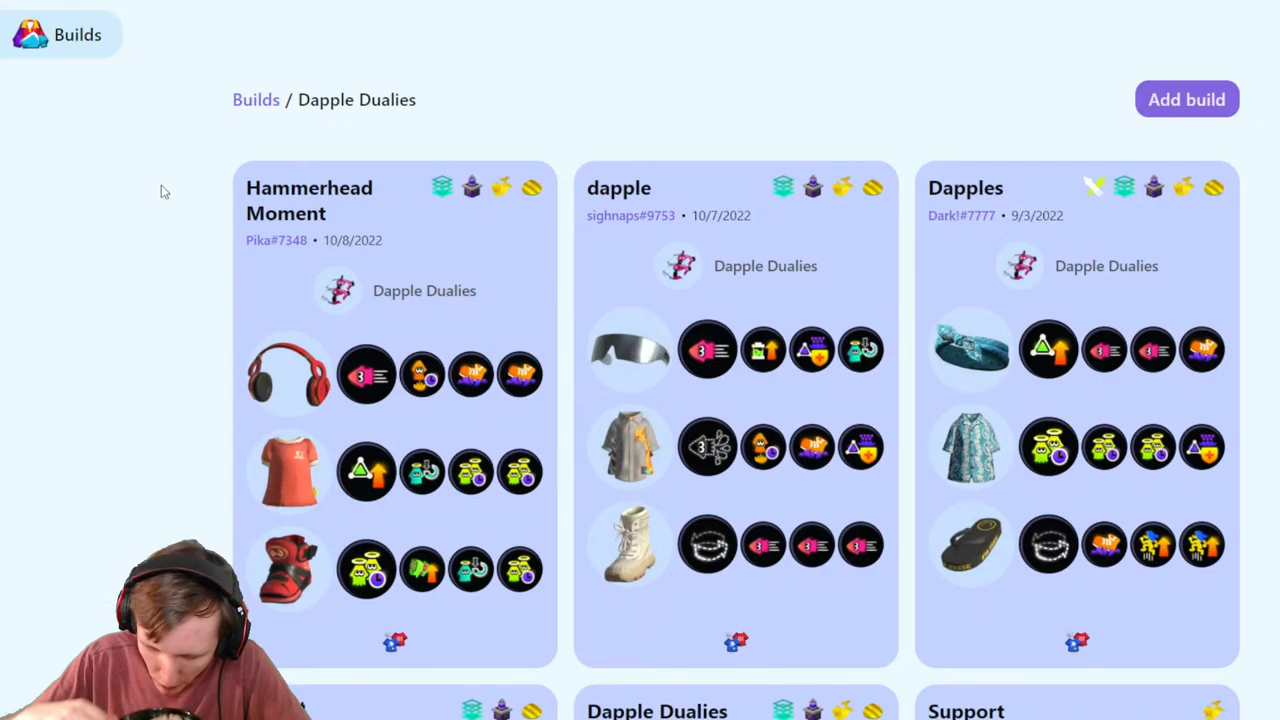 Builds
Builds / Dapple Dualies
Add build
Hammerhead
Moment
Pika#7348 • 10/8/2022
Dapple Dualies
dapple
sighnaps#9753 • 10/7/2022
Dapple Dualies
Dapples
Dark!#7777 • 9/3/2022
Dapple Dualies
Dapple Dualies
Support